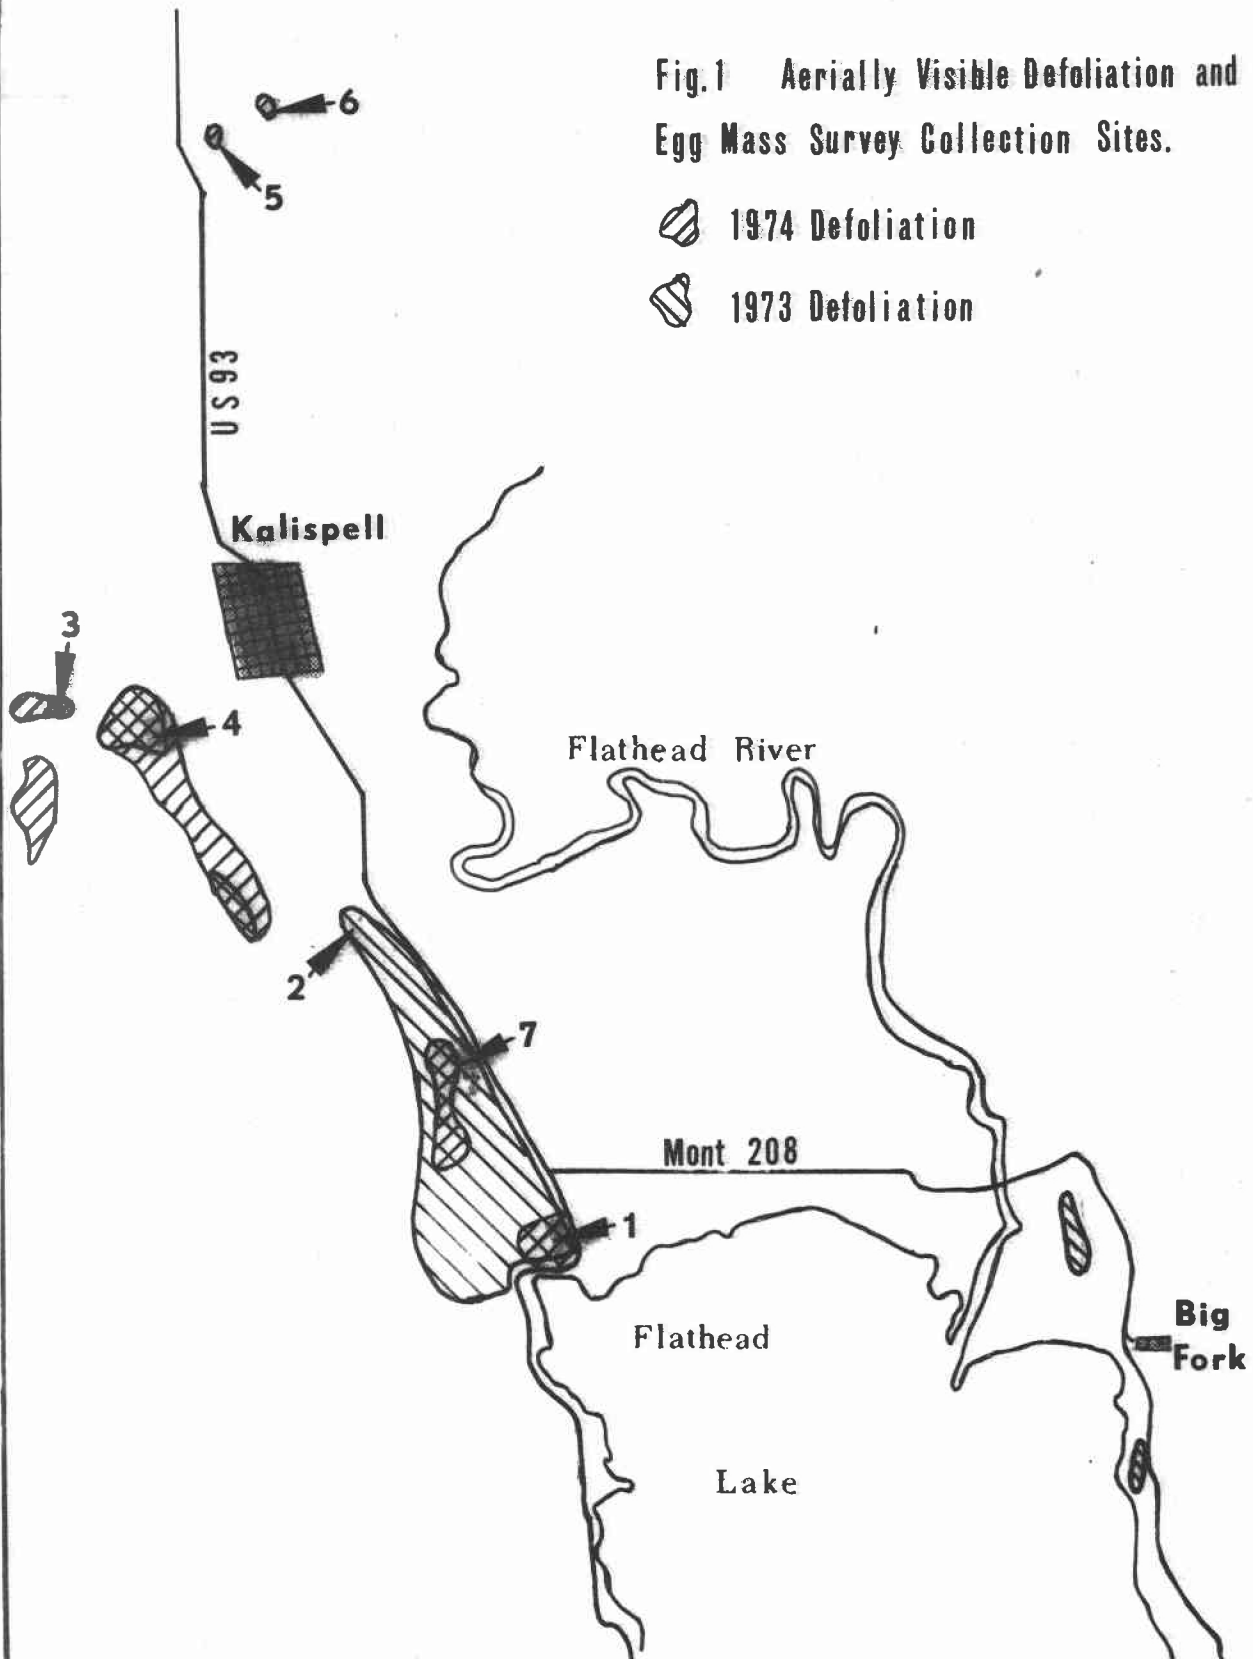 Fig. 1 Aerially Visible Defoliation and
Egg Mass Survey Collection Sites.
1974 Defoliation
1973 Defoliation
6
5
US 93
Kalispell
3
4
Flathead River
2
7
Mont 208
1
Big
Fork
Flathead
Lake